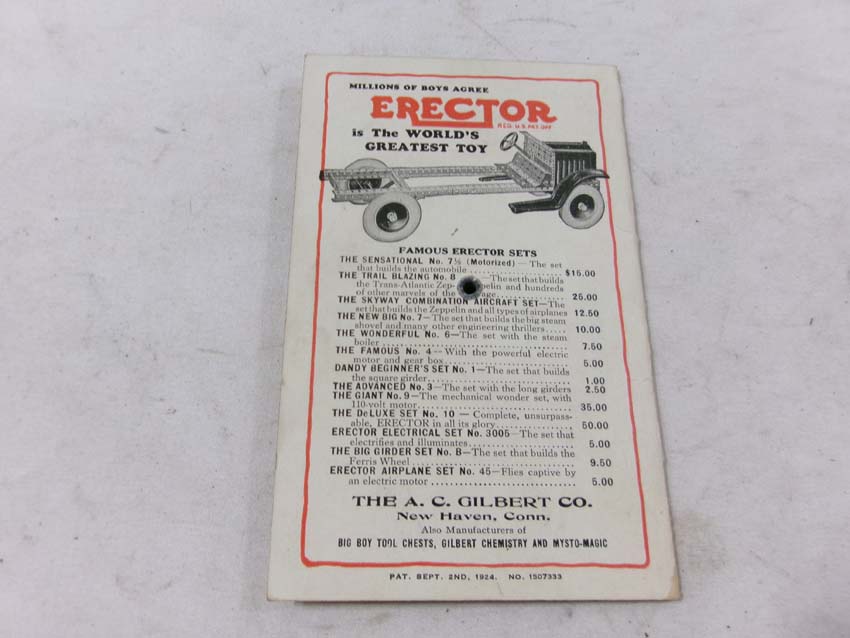 MILLIONS OF BOYS AGREE
ERECTOR
REG. U.S. PAT. OFF.
is The WORLD'S
GREATEST TOY
FAMOUS ERECTOR SETS
THE SENSATIONAL No. 7½ (Motorized) — The set
that builds the automobile .......................... $15.00
THE TRAIL BLAZING No. 8 — The set that builds
the Trans-Atlantic Zeppelin and hundreds
of other marvels of the age.......... 25.00
THE SKYWAY COMBINATION AIRCRAFT SET—The
set that builds the Zeppelin and all types of airplanes 12.50
THE NEW BIG No. 7—The set that builds the big steam
shovel and many other engineering thrillers..... 10.00
THE WONDERFUL No. 6—The set with the steam
boiler.......................................... 7.50
THE FAMOUS No. 4—With the powerful electric
motor and gear box............................ 5.00
DANDY BEGINNER'S SET No. 1—The set that builds
the square girder.............................. 1.00
THE ADVANCED No. 3—The set with the long girders 2.50
THE GIANT No. 9—The mechanical wonder set, with
110-volt motor................................. 35.00
THE DeLUXE SET No. 10 — Complete, unsurpass-
able, ERECTOR in all its glory.................. 50.00
ERECTOR ELECTRICAL SET No. 3005—The set that
electrifies and illuminates....................... 5.00
THE BIG GIRDER SET No. B—The set that builds the
Ferris Wheel ................................... 9.50
ERECTOR AIRPLANE SET No. 45—Flies captive by
an electric motor .............................. 5.00
THE A. C. GILBERT CO.
New Haven, Conn.
Also Manufacturers of
BIG BOY TOOL CHESTS, GILBERT CHEMISTRY AND MYSTO-MAGIC
PAT. SEPT. 2ND, 1924. NO. 1507333